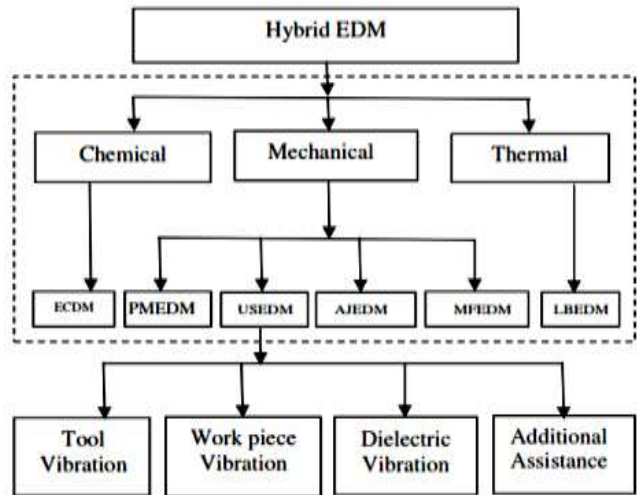 Hybrid EDM
Chemical
Mechanical
Thermal
ECDM
PMEDM
USEDM
AJEDM
MFEDM
LBEDM
Tool
Vibration
Work piece
Vibration
Dielectric
Vibration
Additional
Assistance